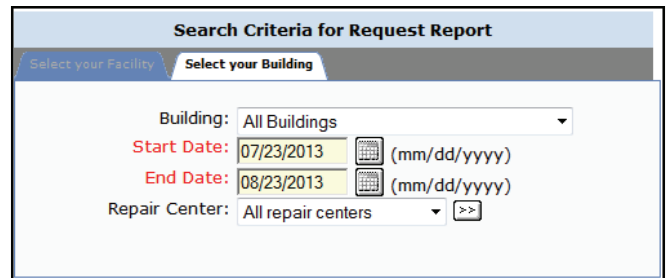 Search Criteria for Request Report
Select your Facility Select your Building
Building: All Buildings
Start Date: 07/23/2013 (mm/dd/yyyy)
End Date: 08/23/2013 (mm/dd/yyyy)
Repair Center: All repair centers >>